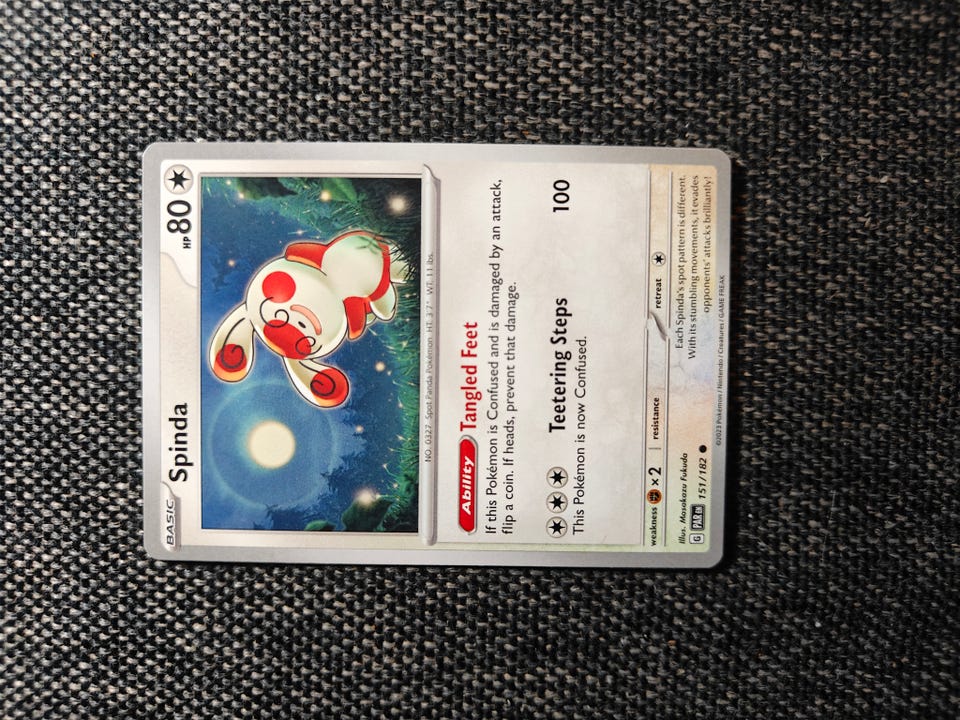 BASIC
Spinda
HP 80
NO. 0327 Spot Panda Pokémon HT: 3'7" WT: 11 lbs.
Ability Tangled Feet
If this Pokémon is Confused and is damaged by an attack,
flip a coin. If heads, prevent that damage.
Teetering Steps 100
This Pokémon is now Confused.
weakness ×2 resistance retreat
Illus. Masakazu Fukuda
G PAR EN 151/182
Each Spinda's spot pattern is different.
With its stumbling movements, it evades
opponents' attacks brilliantly!
©2023 Pokémon / Nintendo / Creatures / GAME FREAK